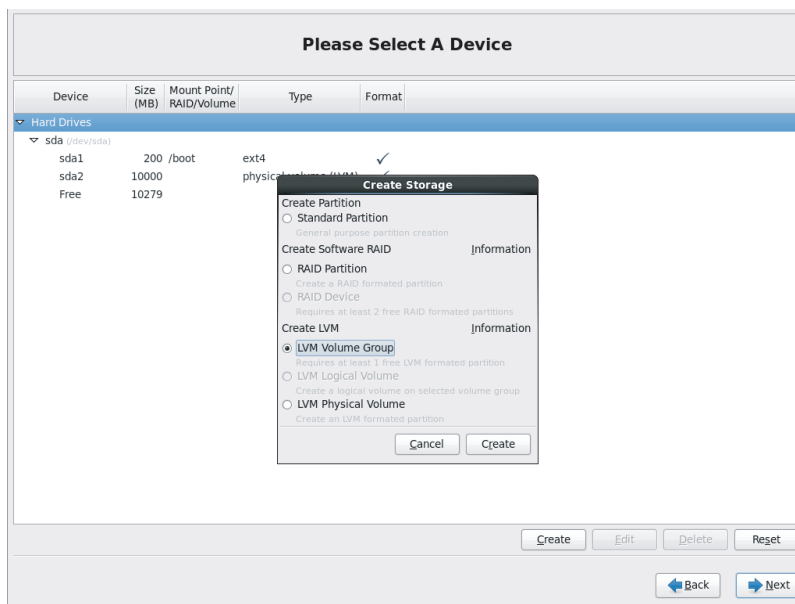 Please Select A Device
Device
Size (MB)
Mount Point/ RAID/Volume
Type
Format
Hard Drives
sda (/dev/sda)
sda1 200 /boot ext4
sda2 10000 physical volume (LVM)
Free 10279
Create Storage
Create Partition
Standard Partition
General purpose partition creation
Create Software RAID Information
RAID Partition
Create a RAID formated partition
RAID Device
Requires at least 2 free RAID formated partitions
Create LVM Information
LVM Volume Group
Requires at least 1 free LVM formated partition
LVM Logical Volume
Create a logical volume on selected volume group
LVM Physical Volume
Create an LVM formated partition
Cancel Create
Create Edit Delete Reset
Back Next